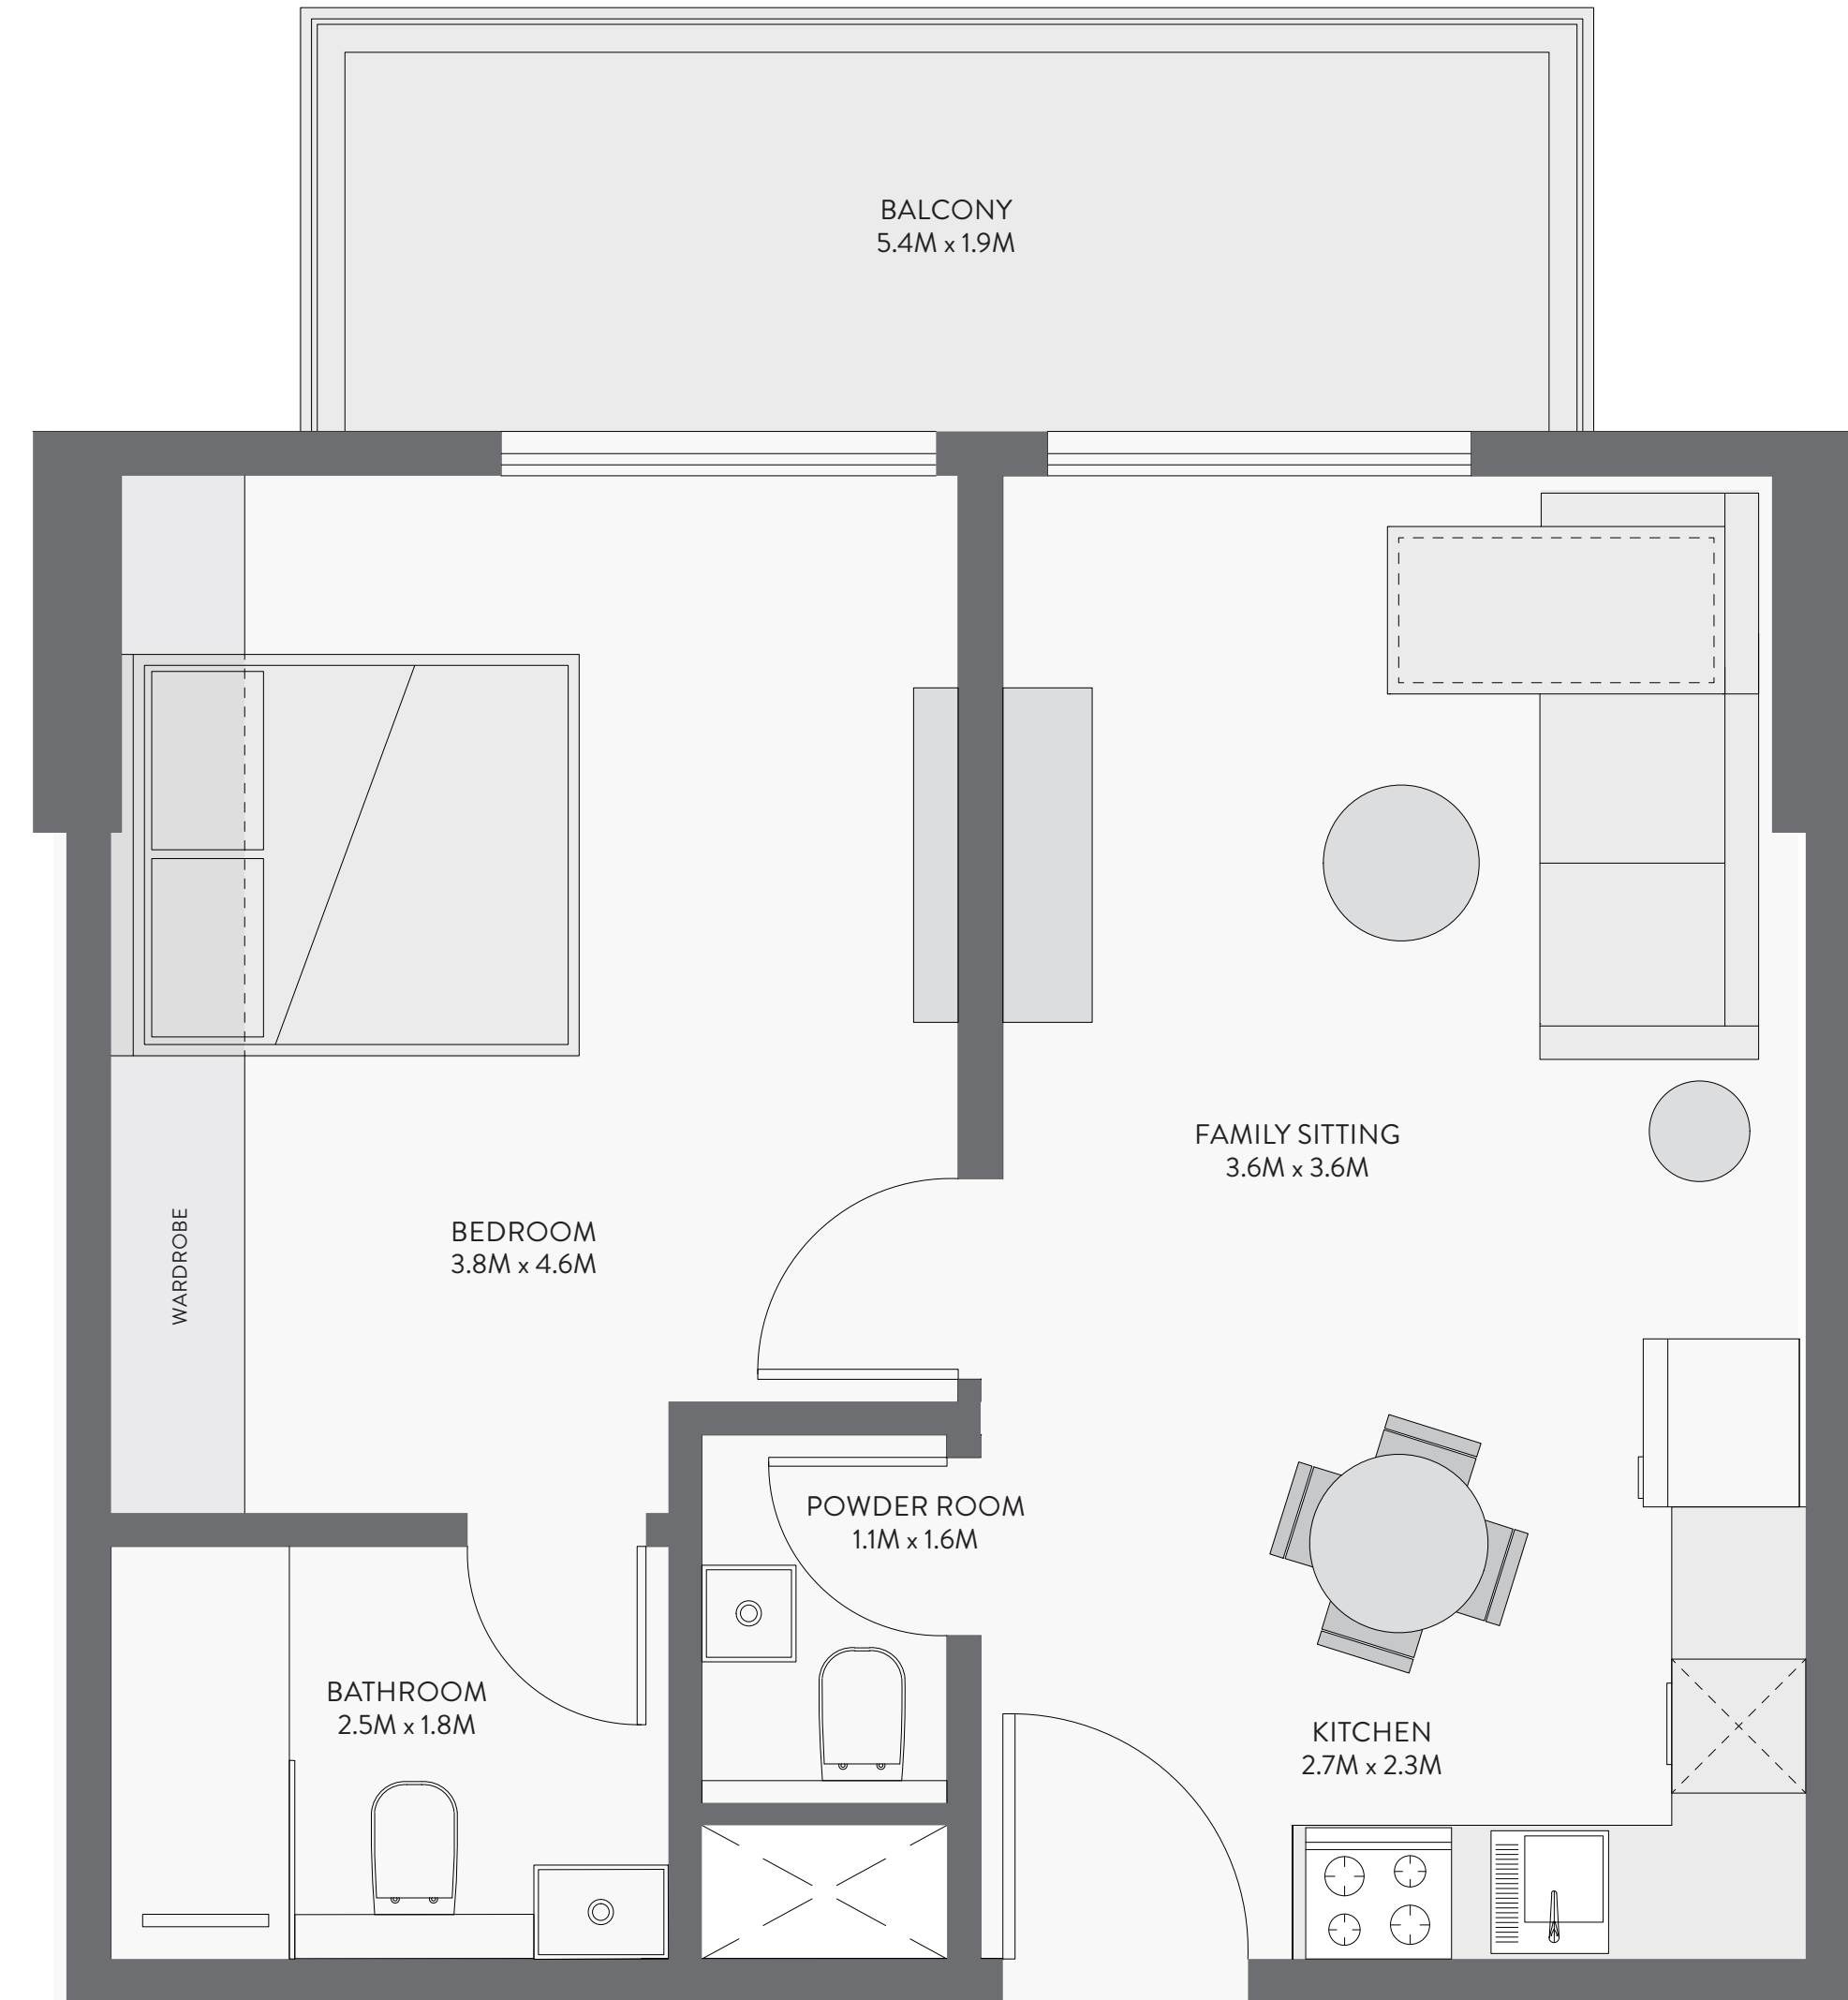 BALCONY
5.4M x 1.9M
FAMILY SITTING
3.6M x 3.6M
BEDROOM
3.8M x 4.6M
WARDROBE
POWDER ROOM
1.1M x 1.6M
BATHROOM
2.5M x 1.8M
KITCHEN
2.7M x 2.3M